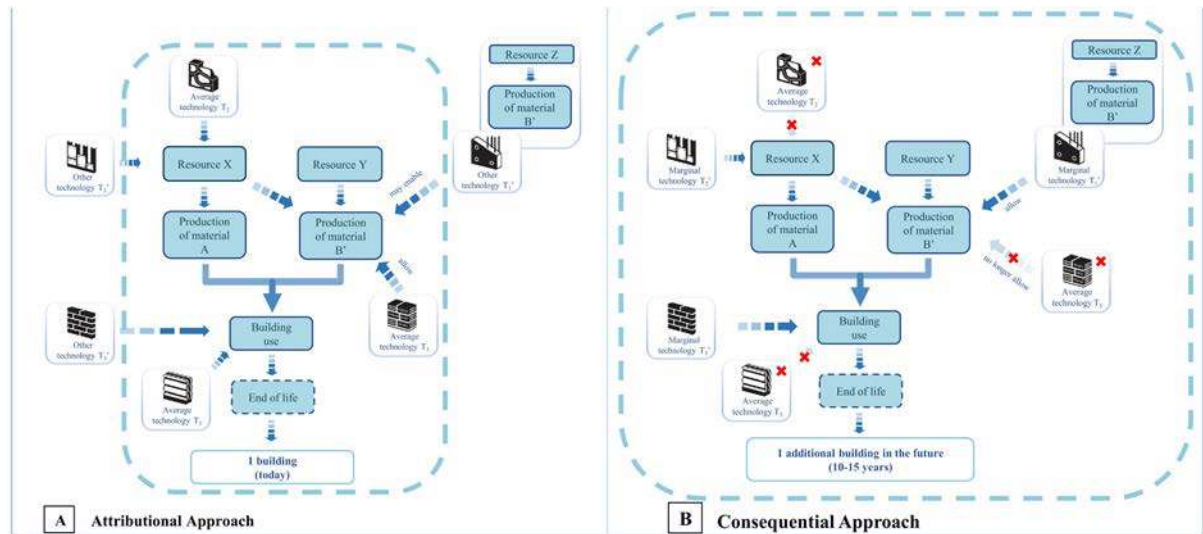 Average
technology T2
Resource Z
Production
of material
B'
Other
technology T2'
Resource X
Resource Y
may enable
Other
technology T1'
Production
of material
A
Production
of material
B'
allow
Average
technology T1
Other
technology T3'
Building
use
Average
technology T3
End of life
1 building
(today)
A Attributional Approach
Average
technology T2
Resource Z
Production
of material
B'
Marginal
technology T2'
Resource X
Resource Y
allow
Marginal
technology T1'
Production
of material
A
Production
of material
B'
no longer allow
Average
technology T1
Marginal
technology T3'
Building
use
Average
technology T3
End of life
1 additional building in the future
(10-15 years)
B Consequential Approach